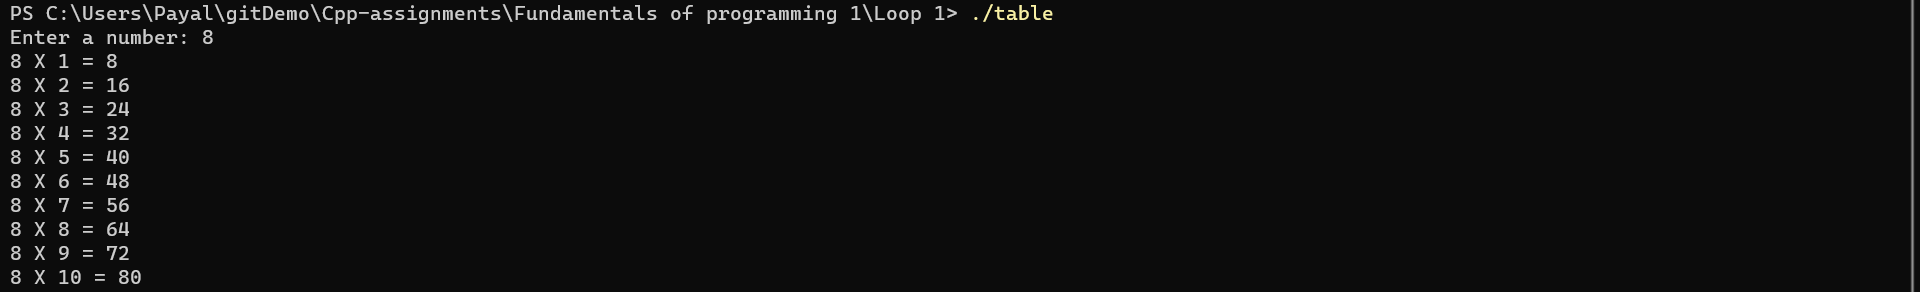 PS C:\Users\Payal\gitDemo\Cpp-assignments\Fundamentals of programming 1\Loop 1> ./table
Enter a number: 8
8 X 1 = 8
8 X 2 = 16
8 X 3 = 24
8 X 4 = 32
8 X 5 = 40
8 X 6 = 48
8 X 7 = 56
8 X 8 = 64
8 X 9 = 72
8 X 10 = 80